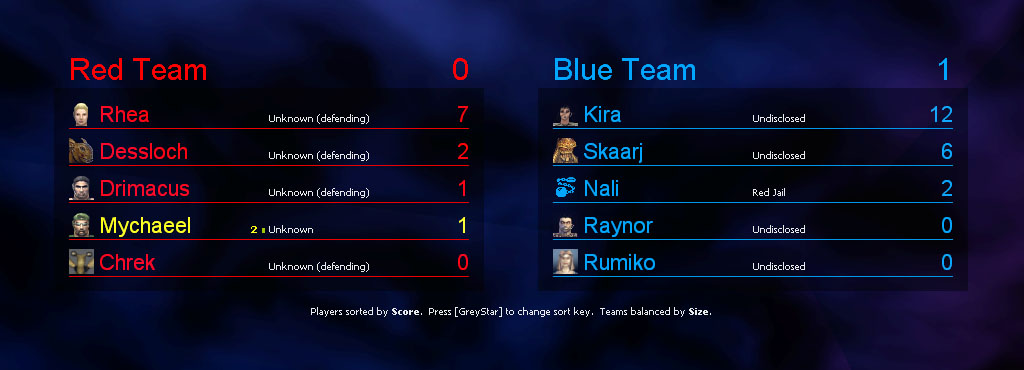 Red Team 0
Rhea Unknown (defending) 7
Dessloch Unknown (defending) 2
Drimacus Unknown (defending) 1
Mychaeel 2 Unknown 1
Chrek Unknown (defending) 0
Blue Team 1
Kira Undisclosed 12
Skaarj Undisclosed 6
Nali Red Jail 2
Raynor Undisclosed 0
Rumiko Undisclosed 0
Players sorted by Score. Press [GreyStar] to change sort key. Teams balanced by Size.